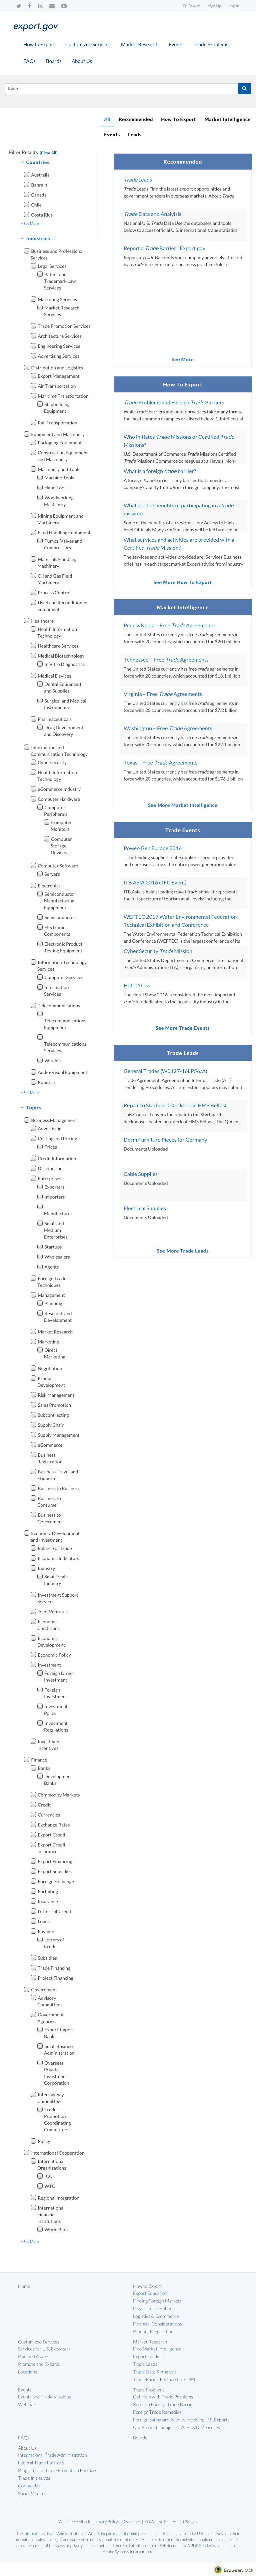 Search Sign Up Log In
export.gov
How to Export Customized Services Market Research Events Trade Problems
FAQs Boards About Us
trade
All Recommended How To Export Market Intelligence
Events Leads
Filter Results [Clear All]
Countries
Australia
Bahrain
Canada
Chile
Costa Rica
+ See More
Industries
Business and Professional
Services
Legal Services
Patent and
Trademark Law
Services
Marketing Services
Market Research
Services
Trade Promotion Services
Architecture Services
Engineering Services
Advertising Services
Distribution and Logistics
Export Management
Air Transportation
Maritime Transportation
Shipbuilding
Equipment
Rail Transportation
Equipment and Machinery
Packaging Equipment
Construction Equipment
and Machinery
Machinery and Tools
Machine Tools
Hand Tools
Woodworking
Machinery
Mining Equipment and
Machinery
Fluid Handling Equipment
Pumps, Valves and
Compressors
Materials Handling
Machinery
Oil and Gas Field
Machinery
Process Controls
Used and Reconditioned
Equipment
Healthcare
Health Information
Technology
Healthcare Services
Medical Biotechnology
In Vitro Diagnostics
Medical Devices
Dental Equipment
and Supplies
Surgical and Medical
Instruments
Pharmaceuticals
Drug Development
and Discovery
Information and
Communication Technology
Cybersecurity
Health Information
Technology
eCommerce Industry
Computer Hardware
Computer
Peripherals
Computer
Monitors
Computer
Storage
Devices
Computer Software
Servers
Electronics
Semiconductor
Manufacturing
Equipment
Semiconductors
Electronic
Components
Electronic Product
Testing Equipment
Information Technology
Services
Computer Services
Information
Services
Telecommunications
Telecommunications
Equipment
Telecommunications
Services
Wireless
Audio-Visual Equipment
Robotics
+ See More
Topics
Business Management
Advertising
Costing and Pricing
Prices
Credit Information
Distribution
Enterprises
Exporters
Importers
Manufacturers
Small and
Medium
Enterprises
Startups
Wholesalers
Agents
Foreign Trade
Techniques
Management
Planning
Research and
Development
Market Research
Marketing
Direct
Marketing
Negotiation
Product
Development
Risk Management
Sales Promotion
Subcontracting
Supply Chain
Supply Management
eCommerce
Business
Registration
Business Travel and
Etiquette
Business to Business
Business to
Consumer
Business to
Government
Economic Development
and Investment
Balance of Trade
Economic Indicators
Industry
Small-Scale
Industry
Investment Support
Services
Joint Ventures
Economic
Conditions
Economic
Development
Economic Policy
Investment
Foreign Direct
Investment
Foreign
Investment
Investment
Policy
Investment
Regulations
Investment
Incentives
Finance
Banks
Development
Banks
Commodity Markets
Credit
Currencies
Exchange Rates
Export Credit
Export Credit
Insurance
Export Financing
Export Subsidies
Foreign Exchange
Forfaiting
Insurance
Letters of Credit
Loans
Payment
Letters of
Credit
Subsidies
Trade Financing
Project Financing
Government
Advisory
Committees
Government
Agencies
Export-Import
Bank
Small Business
Administration
Overseas
Private
Investment
Corporation
Inter-agency
Committees
Trade
Promotion
Coordinating
Committee
Policy
International Cooperation
International
Organizations
ICC
WTO
Regional Integration
International
Financial
Institutions
World Bank
+ See More
Recommended
Trade Leads
Trade Leads Find the latest export opportunities and
government tenders in overseas markets. About Trade
Trade Data and Analyisis
National U.S. Trade Data Use the databases and tools
below to access official U.S. international trade statistics
Report a Trade Barrier | Export.gov
Report a Trade Barrier Is your company adversely affected
by a trade barrier or unfair business practice? File a
See More
How To Export
Trade Problems and Foreign Trade Barriers
While trade barriers and unfair practices take many forms,
the most common examples are listed below: 1. Intellectual
Who initiates Trade Missions or Certified Trade
Missions?
U.S. Department of Commerce: Trade MissionsCertified
Trade Missions Commerce colleagues at all levels; Non-
What is a foreign trade barrier?
A foreign trade barrier is any barrier that impedes a
company's ability to trade in a foreign country. The most
What are the benefits of participating in a trade
mission?
Some of the benefits of a trademission: Access to High-
level Officials Many trademissions will be led by a senior
What services and activities are provided with a
Certified Trade Mission?
The services and activities provided are: Services Business
briefings to and current market Expert advice from industry
See More How To Export
Market Intelligence
Pennsylvania – Free Trade Agreements
The United States currently has free trade agreements in
force with 20 countries, which accounted for $20.0 billion
Tennessee – Free Trade Agreements
The United States currently has free trade agreements in
force with 20 countries, which accounted for $18.1 billion
Virginia – Free Trade Agreements
The United States currently has free trade agreements in
force with 20 countries, which accounted for $7.2 billion
Washington – Free Trade Agreements
The United States currently has free trade agreements in
force with 20 countries, which accounted for $22.1 billion
Texas – Free Trade Agreements
The United States currently has free trade agreements in
force with 20 countries, which accounted for $176.1 billion
See More Market Intelligence
Trade Events
Power-Gen Europe 2016
... the leading suppliers, sub-suppliers, service providers
and end-users across the entire power generation
ITB ASIA 2016 (TFC Event)
ITB Asia is Asia's leading travel trade show. It represents
the full spectrum of tourism at all levels, including the
WEFTEC 2017 Water Environmental Federation
Technical Exhibition and Conference
The Water Environmental Federation Technical Exhibition
and Conference (WEFTEC) is the largest conference of its
Cyber Security Trade Mission
The United States Department of Commerce, International
Trade Administration (ITA), is organizing an information
Hotel Show
The Hotel Show 2016 is considered the most important
trade fair dedicated to the hospitality industry in the
See More Trade Events
Trade Leads
General Trades (W0127-16LP56/A)
Trade Agreement: Agreement on Internal Trade (AIT)
Tendering Procedures: All interested suppliers may submit
Repair to Starboard Deckhouse HMS Belfast
This Contract covers the repair to the Starboard
deckhouse, located on a deck of HMS Belfast. The Queen's
Dorm Furniture Pieces for Germany
Documents Uploaded
Cable Supplies
Documents Uploaded
Electrical Supplies
Documents Uploaded
See More Trade Leads
Home
Customized Services
Services for U.S. Exporters
Plan and Assess
Promote and Expand
Locations
Events
Events and Trade Missions
Webinars
FAQs
About Us
International Trade Administration
Federal Trade Partners
Programs for Trade Promotion Partners
Trade Initiatives
Contact Us
Social Media
How to Export
Export Education
Finding Foreign Markets
Legal Considerations
Logistics & Ecommerce
Financial Considerations
Product Preparation
Market Research
Find Market Intelligence
Export Guides
Trade Leads
Trade Data & Analysis
Trans-Pacific Partnership (TPP)
Trade Problems
Get Help with Trade Problems
Report a Foreign Trade Barrier
Foreign Trade Remedies
Foreign Safeguard Activity Involving U.S. Exports
U.S. Products Subject to AD/CVD Measures
Boards
Website Feedback | Privacy Policy | Disclaimer | FOIA | No Fear Act | USA.gov
BrowserStack